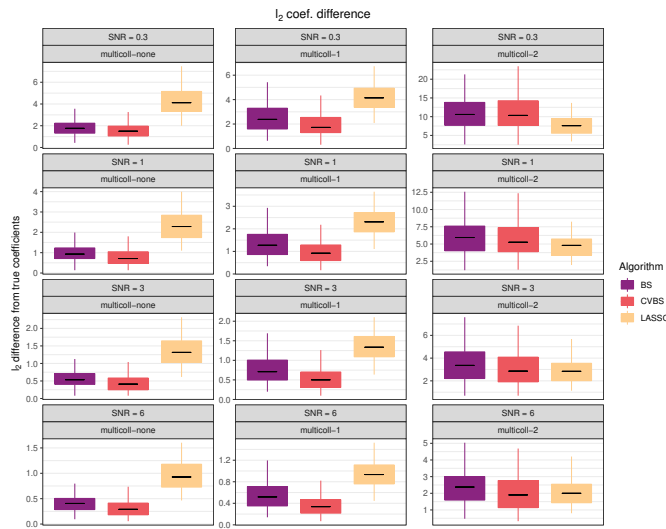 l₂ coef. difference
SNR = 0.3 SNR = 0.3 SNR = 0.3
multicoll-none multicoll-1 multicoll-2
6 4 2 0
6 4 2 0
20 15 10 5
SNR = 1 SNR = 1 SNR = 1
multicoll-none multicoll-1 multicoll-2
4 3 2 1 0
4 3 2 1 0
12.5 10.0 7.5 5.0 2.5
SNR = 3 SNR = 3 SNR = 3
multicoll-none multicoll-1 multicoll-2
2.0 1.5 1.0 0.5 0.0
2.0 1.5 1.0 0.5 0.0
6 4 2
SNR = 6 SNR = 6 SNR = 6
multicoll-none multicoll-1 multicoll-2
1.5 1.0 0.5 0.0
1.2 0.8 0.4 0.0
5 4 3 2 1
l₂ difference from true coefficients
Algorithm
BS
CVBS
LASSO